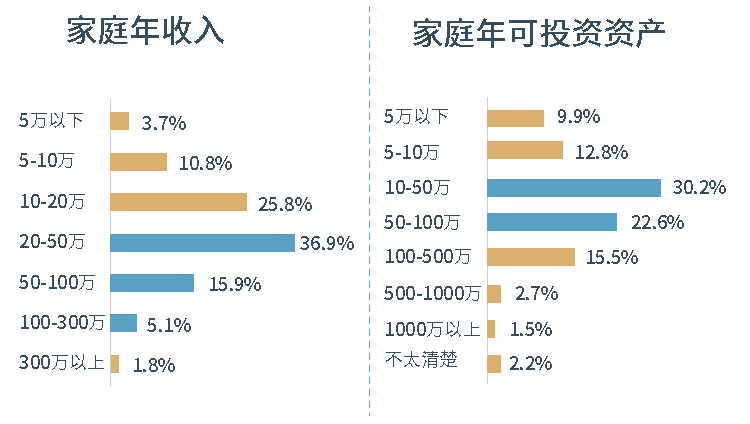 家庭年收入
5万以下 3.7%
5-10万 10.8%
10-20万 25.8%
20-50万 36.9%
50-100万 15.9%
100-300万 5.1%
300万以上 1.8%
家庭年可投资资产
5万以下 9.9%
5-10万 12.8%
10-50万 30.2%
50-100万 22.6%
100-500万 15.5%
500-1000万 2.7%
1000万以上 1.5%
不太清楚 2.2%